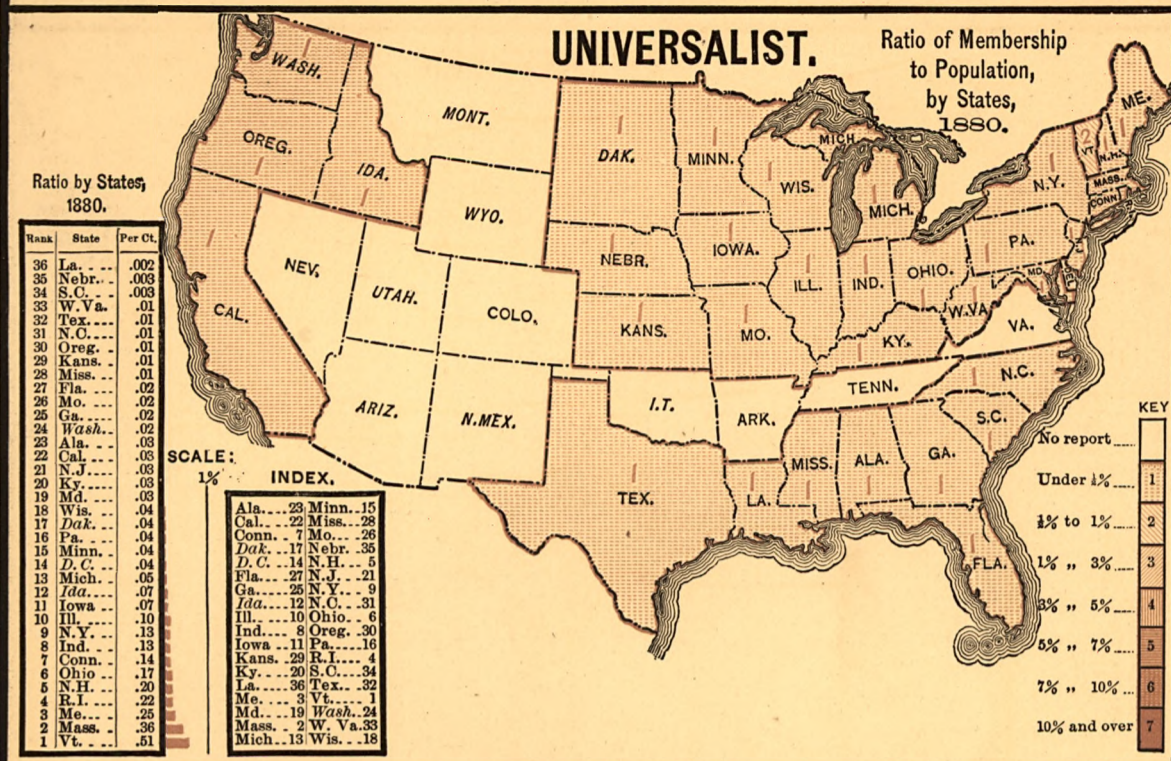 UNIVERSALIST.
Ratio of Membership
to Population,
by States,
1880.
WASH.
MONT.
ME.
OREG.
IDA.
DAK.
MINN.
MICH.
VT.
N.H.
WYO.
WIS.
MICH.
N.Y.
MASS.
CONN.
NEV.
UTAH.
COLO.
NEBR.
IOWA.
ILL.
IND.
OHIO.
PA.
MD.
DEL.
W.VA
VA.
CAL.
KANS.
MO.
KY.
ARIZ.
N.MEX.
I.T.
ARK.
TENN.
N.C.
S.C.
TEX.
LA.
MISS.
ALA.
GA.
FLA.
Ratio by States,
1880.
Rank State Per Ct.
36 La. .002
35 Nebr. .003
34 S.C. .003
33 W.Va. .01
32 Tex. .01
31 N.C. .01
30 Oreg. .01
29 Kans. .01
28 Miss. .01
27 Fla. .02
26 Mo. .02
25 Ga. .02
24 Wash. .02
23 Ala. .03
22 Cal. .03
21 N.J. .03
20 Ky. .03
19 Md. .03
18 Wis. .04
17 Dak. .04
16 Pa. .04
15 Minn. .04
14 D.C. .04
13 Mich. .05
12 Ida. .07
11 Iowa .07
10 Ill. .10
9 N.Y. .13
8 Ind. .13
7 Conn. .14
6 Ohio .17
5 N.H. .20
4 R.I. .22
3 Me. .25
2 Mass. .36
1 Vt. .51
SCALE:
1%
INDEX.
Ala. 23 Minn. 15
Cal. 22 Miss. 28
Conn. 7 Mo. 26
Dak. 17 Nebr. 35
D.C. 14 N.H. 5
Fla. 27 N.J. 21
Ga. 25 N.Y. 9
Ida. 12 N.C. 31
Ill. 10 Ohio. 6
Ind. 8 Oreg. 30
Iowa 11 Pa. 16
Kans. 29 R.I. 4
Ky. 20 S.C. 34
La. 36 Tex. 32
Me. 3 Vt. 1
Md. 19 Wash. 24
Mass. 2 W. Va. 33
Mich. 13 Wis. 18
KEY
No report
Under ½% 1
½% to 1% 2
1% „ 3% 3
3% „ 5% 4
5% „ 7% 5
7% „ 10% 6
10% and over 7